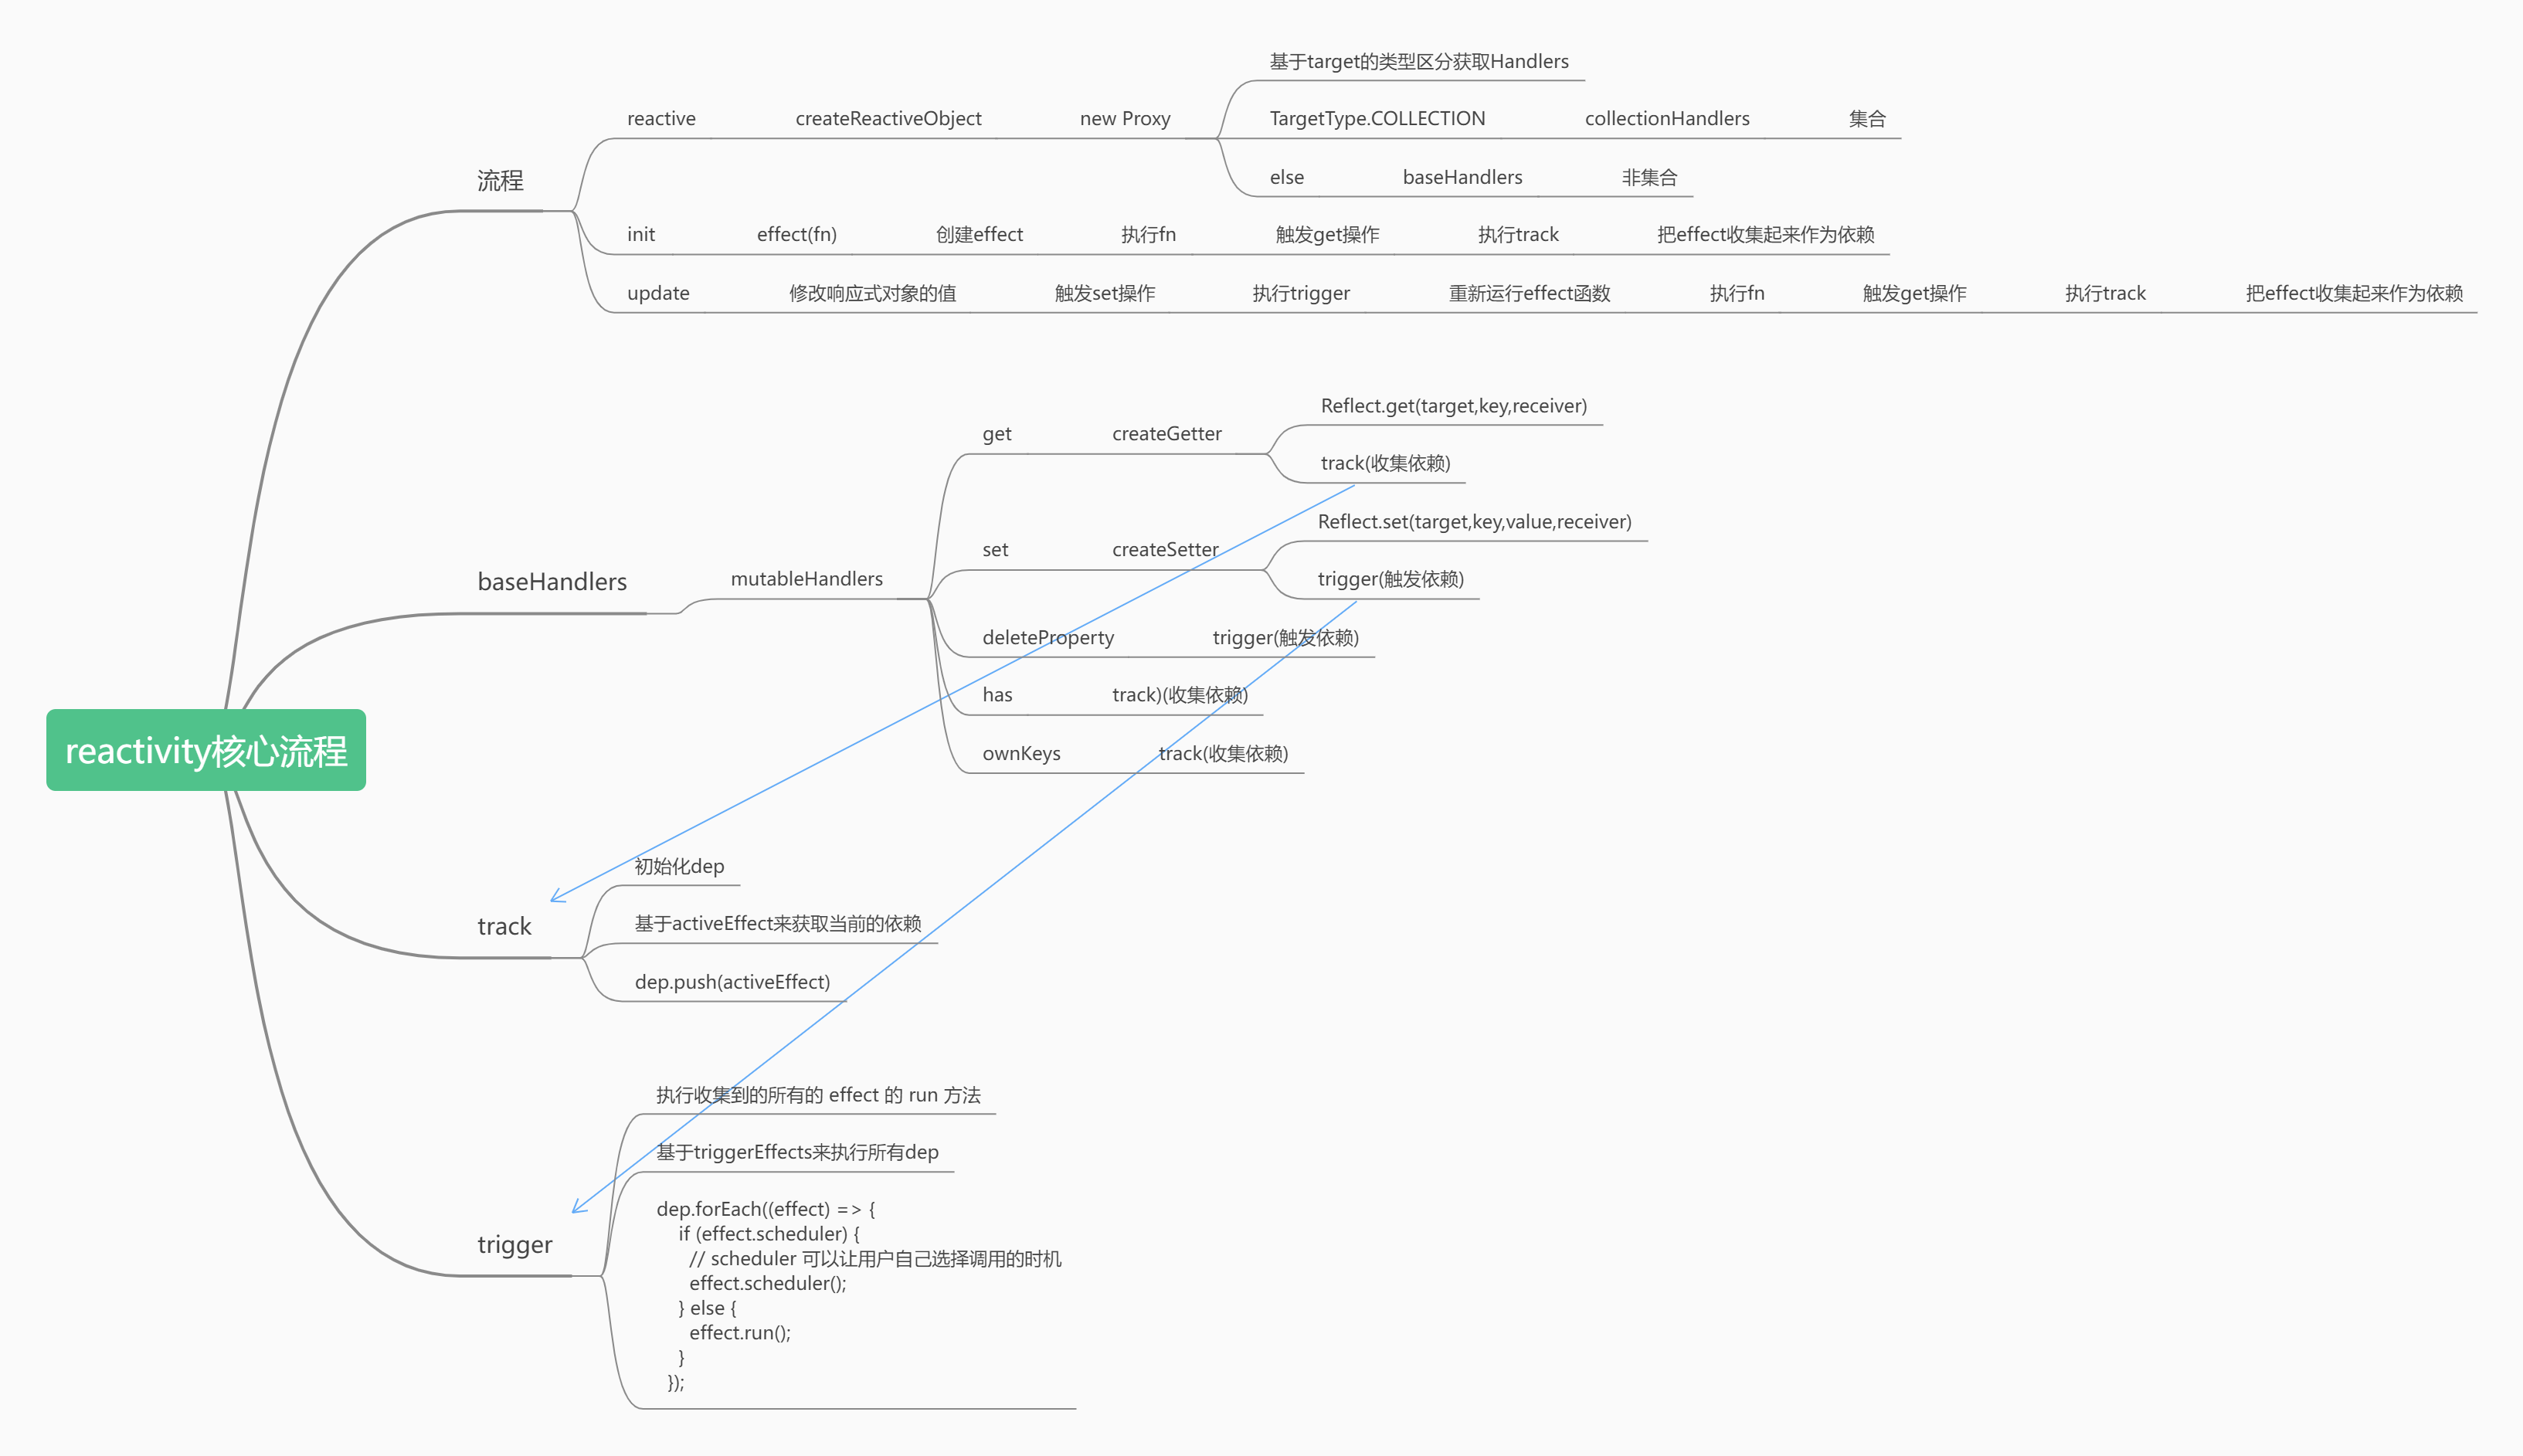 reactivity核心流程
流程
reactive
createReactiveObject
new Proxy
基于target的类型区分获取Handlers
TargetType.COLLECTION
collectionHandlers
集合
else
baseHandlers
非集合
init
effect(fn)
创建effect
执行fn
触发get操作
执行track
把effect收集起来作为依赖
update
修改响应式对象的值
触发set操作
执行trigger
重新运行effect函数
执行fn
触发get操作
执行track
把effect收集起来作为依赖
baseHandlers
mutableHandlers
get
createGetter
Reflect.get(target,key,receiver)
track(收集依赖)
set
createSetter
Reflect.set(target,key,value,receiver)
trigger(触发依赖)
deleteProperty
trigger(触发依赖)
has
track)(收集依赖)
ownKeys
track(收集依赖)
track
初始化dep
基于activeEffect来获取当前的依赖
dep.push(activeEffect)
trigger
执行收集到的所有的 effect 的 run 方法
基于triggerEffects来执行所有dep
dep.forEach((effect) => {
if (effect.scheduler) {
// scheduler 可以让用户自己选择调用的时机
effect.scheduler();
} else {
effect.run();
}
});